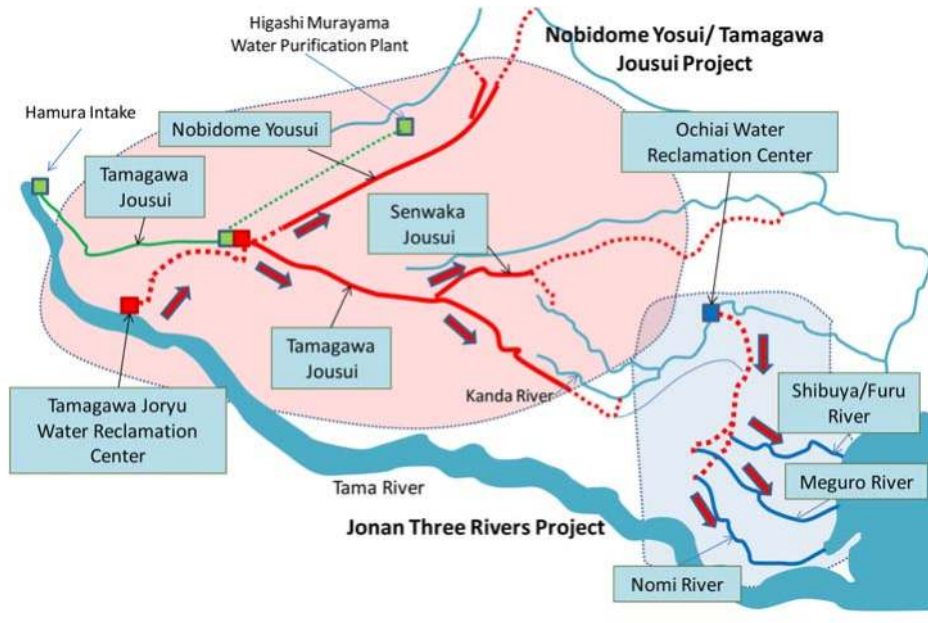 Higashi Murayama
Water Purification Plant
Nobidome Yosui/ Tamagawa
Jousui Project
Hamura Intake
Nobidome Yousui
Ochiai Water
Reclamation Center
Tamagawa
Jousui
Senwaka
Jousui
Tamagawa
Jousui
Kanda River
Shibuya/Furu
River
Tamagawa Joryu
Water Reclamation
Center
Meguro River
Tama River
Jonan Three Rivers Project
Nomi River